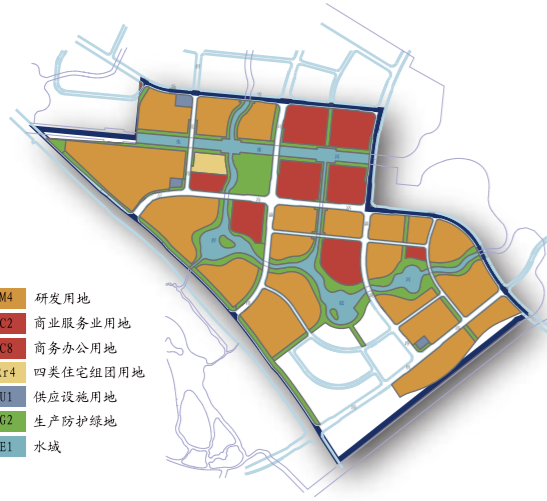 M4 研发用地
C2 商业服务业用地
C8 商务办公用地
Rr4 四类住宅组团用地
U1 供应设施用地
G2 生产防护绿地
E1 水域